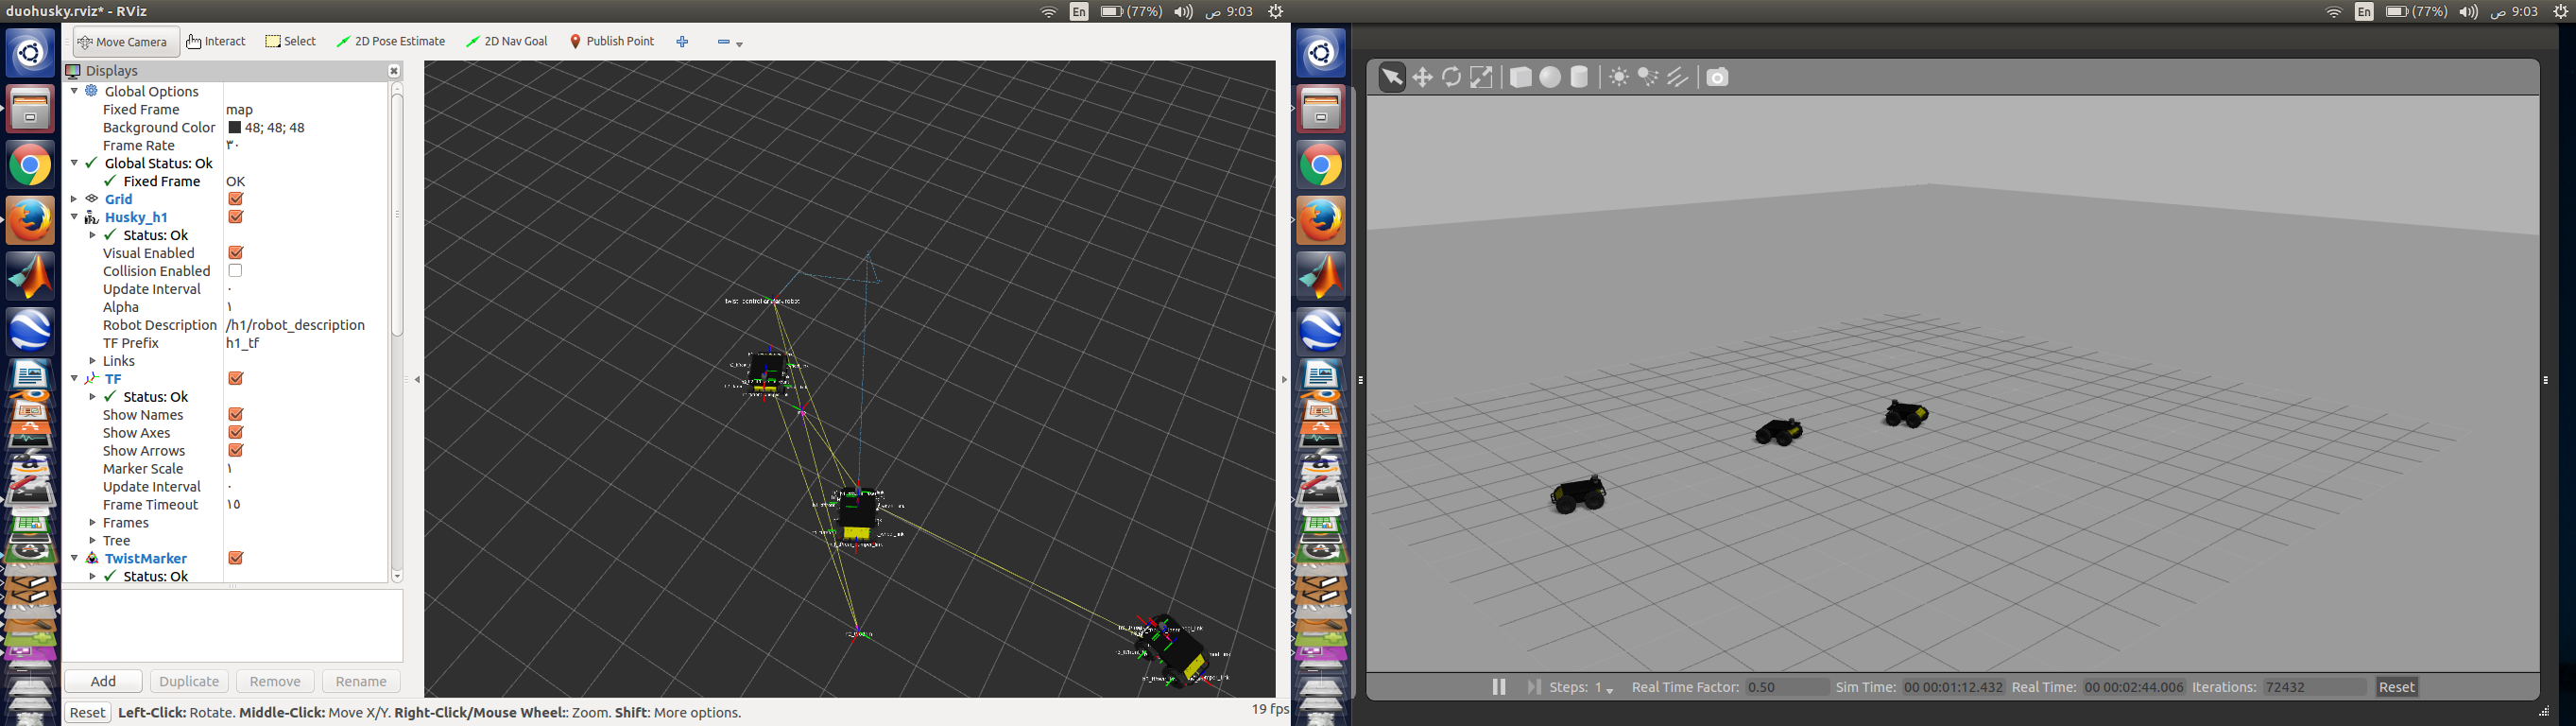 duohusky.rviz* - RViz
En (77%) 9:03 ص
En (77%) 9:03 ص
Move Camera Interact Select 2D Pose Estimate 2D Nav Goal Publish Point
Displays
Global Options
Fixed Frame map
Background Color 48; 48; 48
Frame Rate ٣٠
Global Status: Ok
Fixed Frame OK
Grid
Husky_h1
Status: Ok
Visual Enabled
Collision Enabled
Update Interval ٠
Alpha ١
Robot Description /h1/robot_description
TF Prefix h1_tf
Links
TF
Status: Ok
Show Names
Show Axes
Show Arrows
Marker Scale ١
Update Interval ٠
Frame Timeout ١٥
Frames
Tree
TwistMarker
Status: Ok
Add Duplicate Remove Rename
Reset Left-Click: Rotate. Middle-Click: Move X/Y. Right-Click/Mouse Wheel:: Zoom. Shift: More options. 19 fps
Steps: 1 Real Time Factor: 0.50 Sim Time: 00 00:01:12.432 Real Time: 00 00:02:44.006 Iterations: 72432 Reset